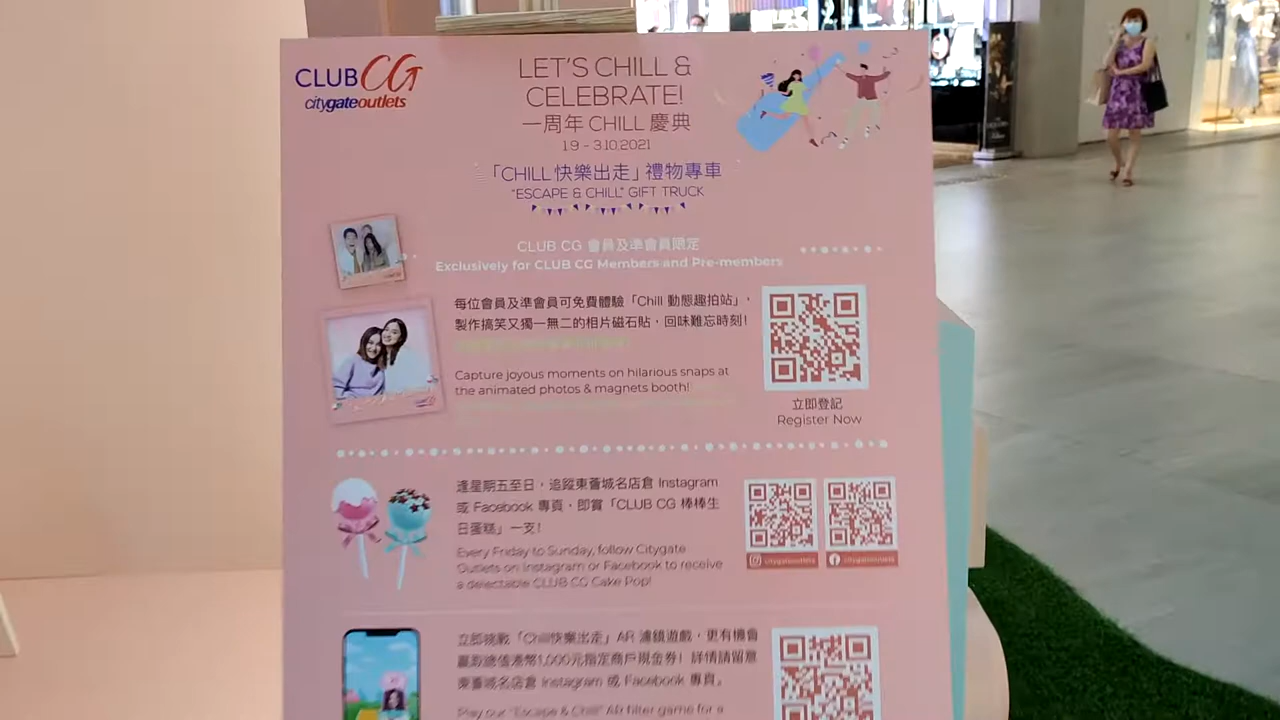 CLUB CG
citygateoutlets
LET'S CHILL &
CELEBRATE!
一周年 CHILL 慶典
1.9 - 3.10.2021
「CHILL 快樂出走」禮物專車
"ESCAPE & CHILL" GIFT TRUCK
CLUB CG 會員及準會員限定
Exclusively for CLUB CG Members and Pre-members
每位會員及準會員可免費體驗「Chill 動態趣拍站」，
製作搞笑又獨一無二的相片磁石貼，回味難忘時刻！
Capture joyous moments on hilarious snaps at
the animated photos & magnets booth!
立即登記
Register Now
逢星期五至日，追蹤東薈城名店倉 Instagram
或 Facebook 專頁，即賞「CLUB CG 棒棒生
日蛋糕」一支！
Every Friday to Sunday, follow Citygate
Outlets on Instagram or Facebook to receive
a delectable CLUB CG Cake Pop!
citygateoutlets
citygateoutlets
立即挑戰「Chill快樂出走」AR 濾鏡遊戲，更有機會
贏取總值港幣1,000元指定商戶現金券！詳情請留意
東薈城名店倉 Instagram 或 Facebook 專頁。
Play our "Escape & Chill" AR filter game for a